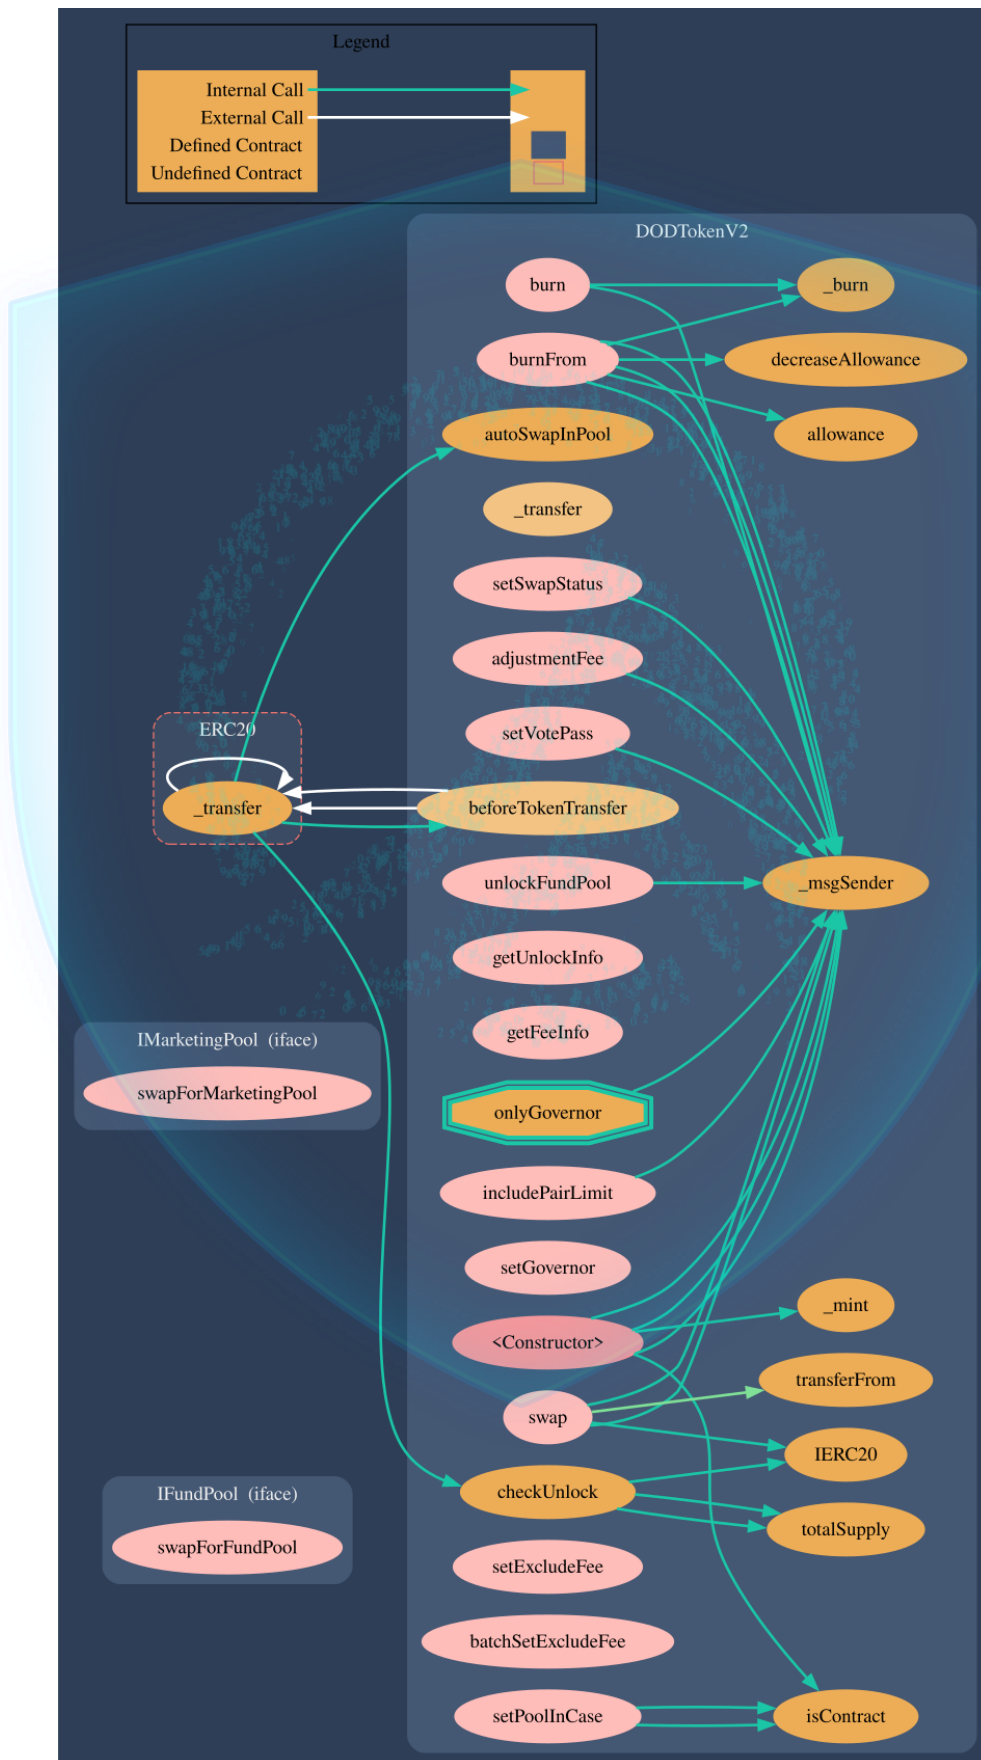 Legend
Internal Call
External Call
Defined Contract
Undefined Contract
DODTokenV2
burn
_burn
burnFrom
decreaseAllowance
autoSwapInPool
allowance
_transfer
setSwapStatus
adjustmentFee
ERC20
setVotePass
_transfer
beforeTokenTransfer
unlockFundPool
_msgSender
getUnlockInfo
getFeeInfo
IMarketingPool (iface)
swapForMarketingPool
onlyGovernor
includePairLimit
setGovernor
_mint
<Constructor>
transferFrom
swap
IERC20
IFundPool (iface)
checkUnlock
totalSupply
swapForFundPool
setExcludeFee
batchSetExcludeFee
setPoolInCase
isContract